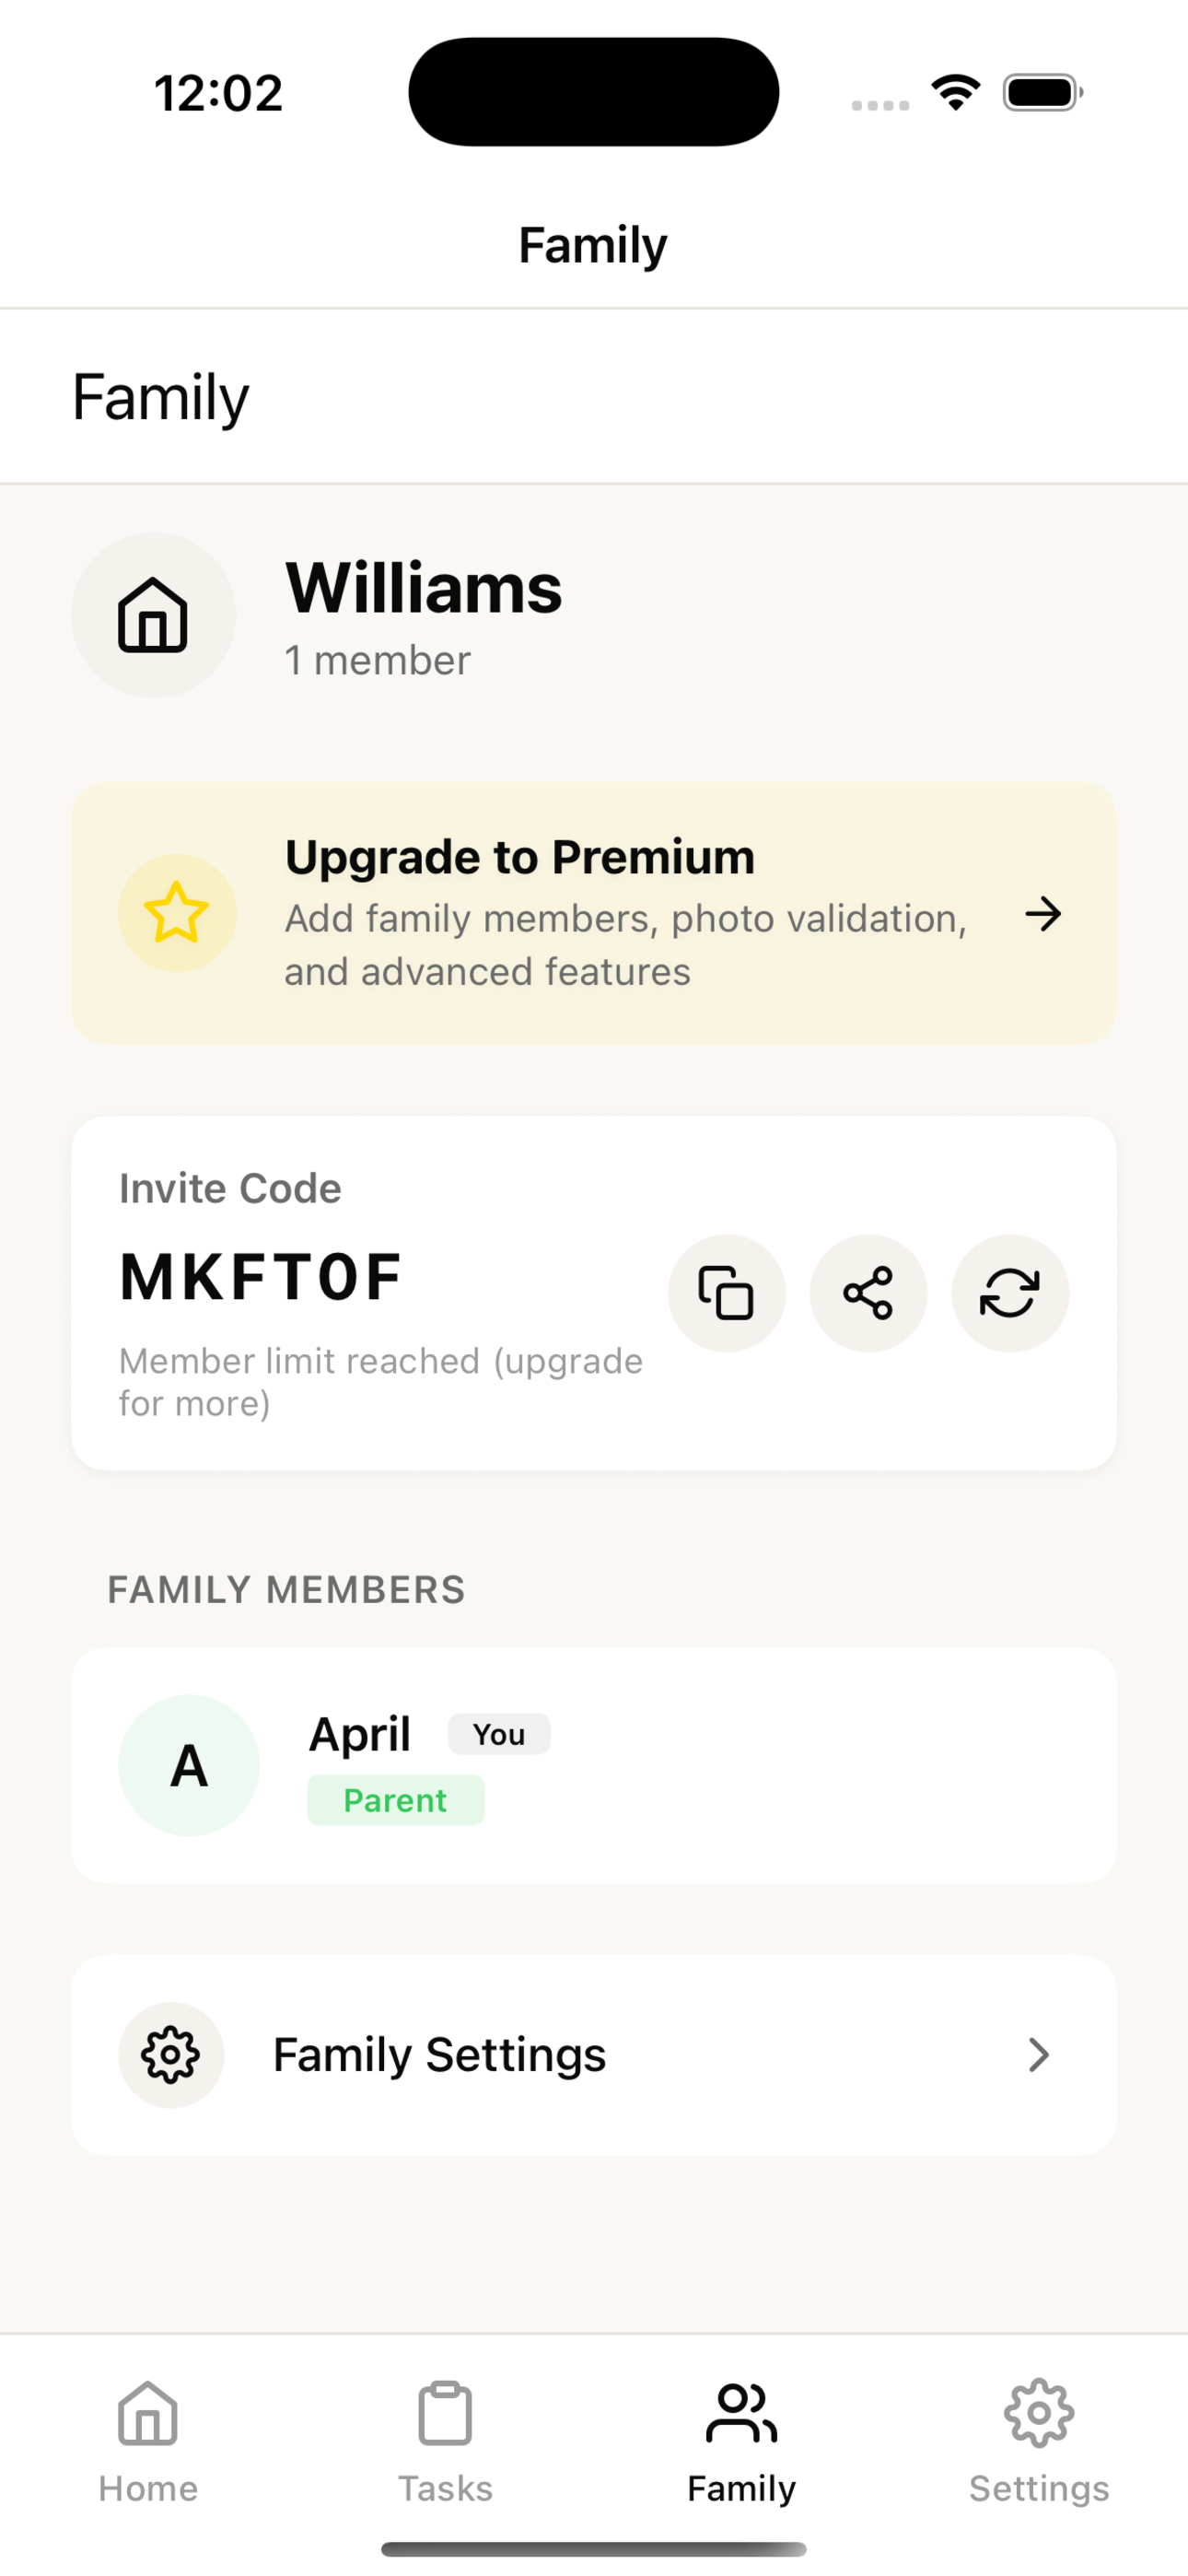 12:02
Family
Family
Williams
1 member
Upgrade to Premium
Add family members, photo validation,
and advanced features
Invite Code
MKFT0F
Member limit reached (upgrade
for more)
FAMILY MEMBERS
A
April
You
Parent
Family Settings
Home
Tasks
Family
Settings